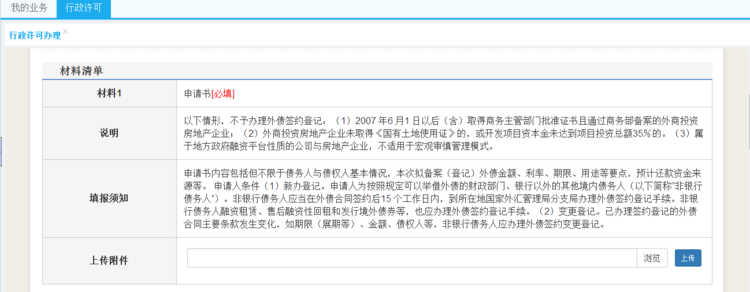 我的业务 行政许可
行政许可办理 ×
材料清单
材料1 申请书[必填]
说明
以下情形，不予办理外债签约登记：（1）2007 年6月1日以后（含）取得商务主管部门批准证书且通过商务部备案的外商投资
房地产企业；（2）外商投资房地产企业未取得《国有土地使用证》的，或开发项目资本金未达到项目投资总额35%的。（3）属
于地方政府融资平台性质的公司与房地产企业，不适用于宏观审慎管理模式。
填报须知
申请书内容包括但不限于债务人与债权人基本情况，本次拟备案（登记）外债金额、利率、期限、用途等要点，预计还款资金来
源等。 申请人条件（1）新办登记。申请人为按照规定可以举借外债的财政部门、银行以外的其他境内债务人（以下简称“非银行
债务人”）。非银行债务人应当在外债合同签约后15个工作日内，到所在地国家外汇管理局分支局办理外债签约登记手续。非银
行债务人融资租赁、售后融资性回租和发行境外债券等，也应办理外债签约登记手续。（2）变更登记。已办理签约登记的外债
合同主要条款发生变化，如期限（展期等）、金额、债权人等，非银行债务人应办理外债签约变更登记。
上传附件 浏览 上传